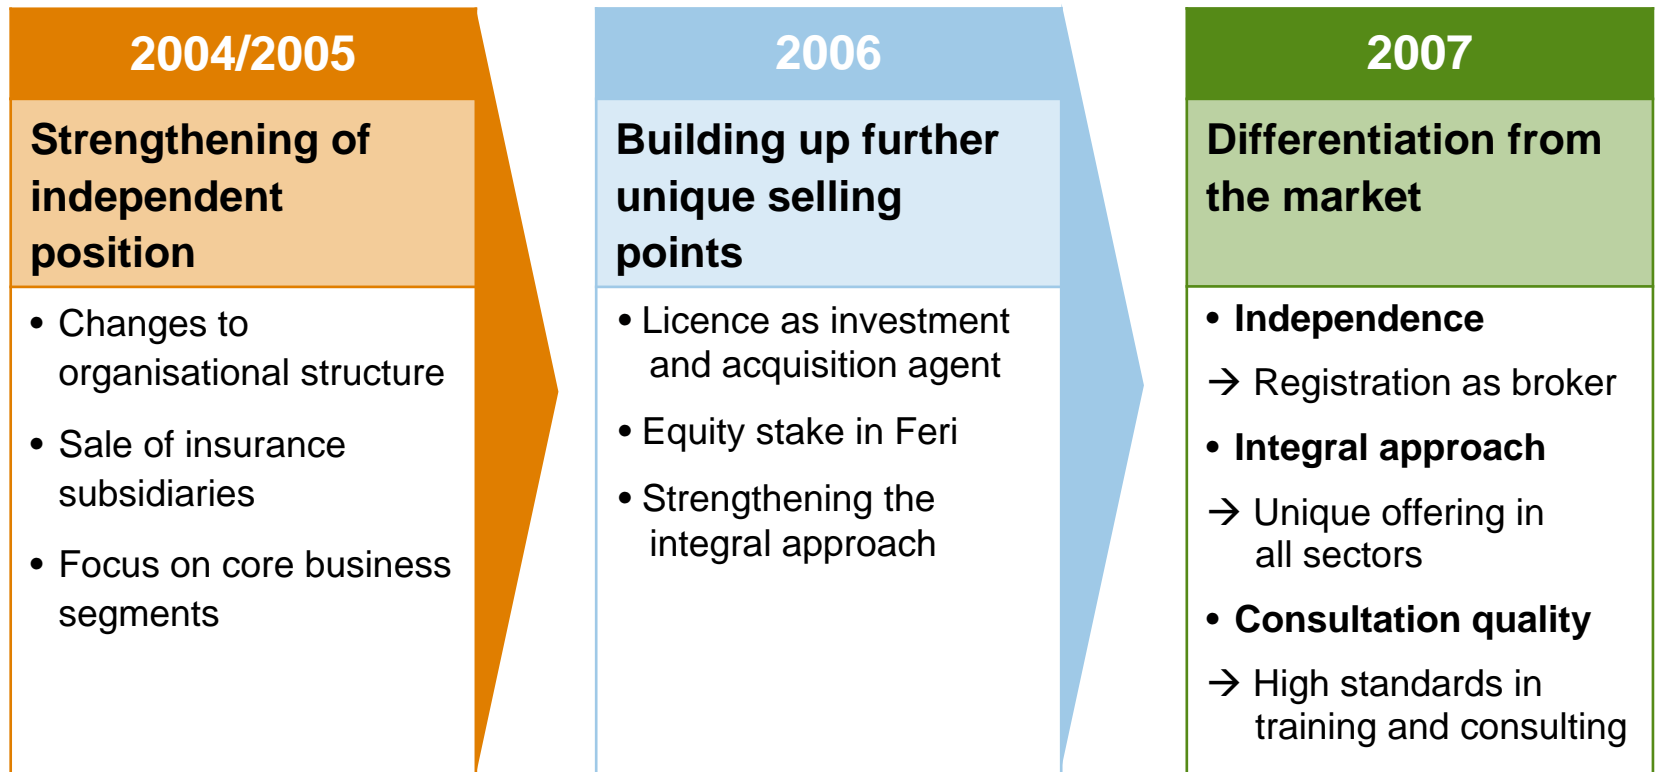 2004/2005
Strengthening of
independent
position
• Changes to
organisational structure
• Sale of insurance
subsidiaries
• Focus on core business
segments
2006
Building up further
unique selling
points
• Licence as investment
and acquisition agent
• Equity stake in Feri
• Strengthening the
integral approach
2007
Differentiation from
the market
• Independence
→ Registration as broker
• Integral approach
→ Unique offering in
all sectors
• Consultation quality
→ High standards in
training and consulting